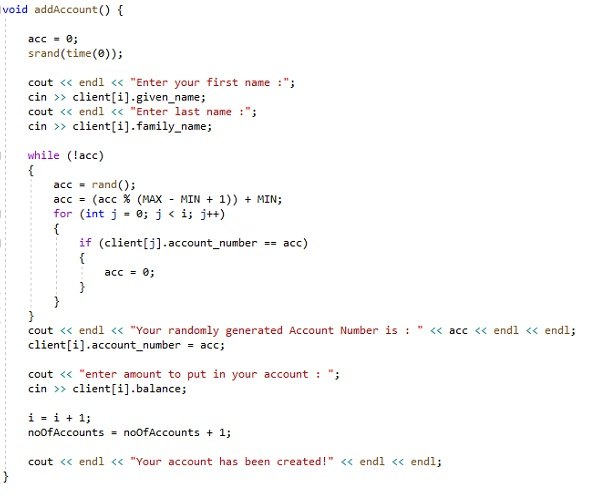 void addAccount() {
acc = 0;
srand(time(0));
cout << endl << "Enter your first name :";
cin >> client[i].given_name;
cout << endl << "Enter last name :";
cin >> client[i].family_name;
while (!acc)
{
acc = rand();
acc = (acc % (MAX - MIN + 1)) + MIN;
for (int j = 0; j < i; j++)
{
if (client[j].account_number == acc)
{
acc = 0;
}
}
}
cout << endl << "Your randomly generated Account Number is : " << acc << endl << endl;
client[i].account_number = acc;
cout << "enter amount to put in your account : ";
cin >> client[i].balance;
i = i + 1;
noOfAccounts = noOfAccounts + 1;
cout << endl << "Your account has been created!" << endl << endl;
}